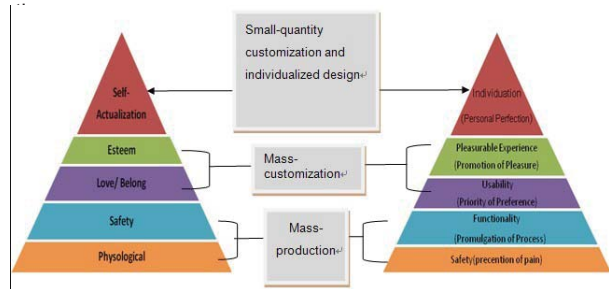 Small-quantity
customization and
individualized design↵
Self-
Actualization
Individuation
(Personal Perfection)
Esteem
Mass-
customization↵
Pleasurable Experience
(Promotion of Pleasure)
Love/ Belong
Usability
(Priority of Preference)
Safety
Mass-
production↵
Functionality
(Promulgation of Process)
Physological
Safety(precention of pain)